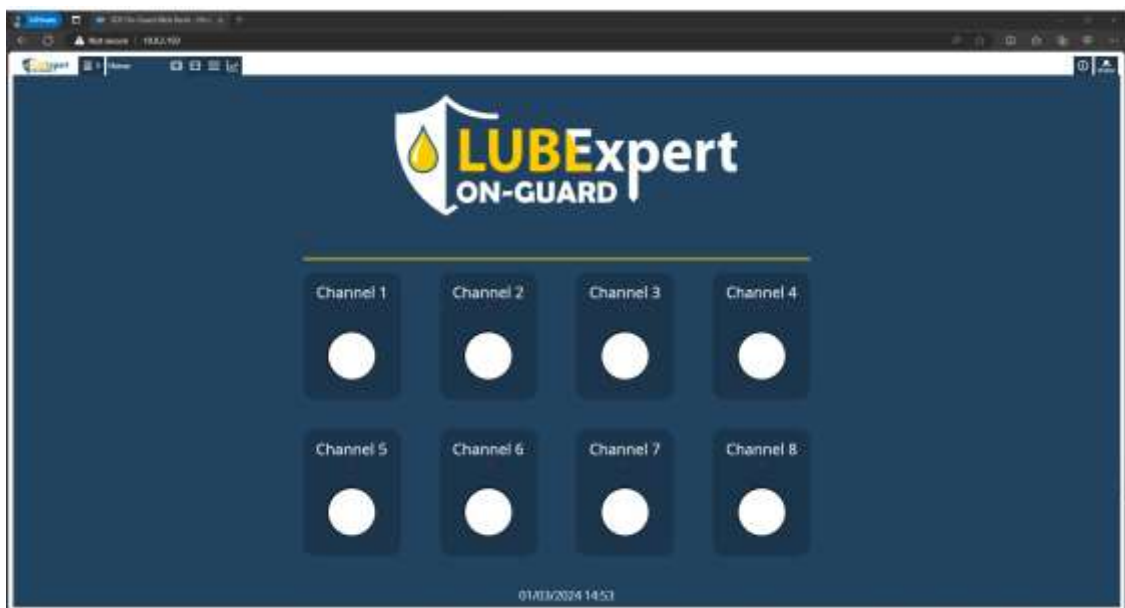 Not secure
Home
LUBExpert
ON-GUARD
Channel 1
Channel 2
Channel 3
Channel 4
Channel 5
Channel 6
Channel 7
Channel 8
01/03/2024 14:53